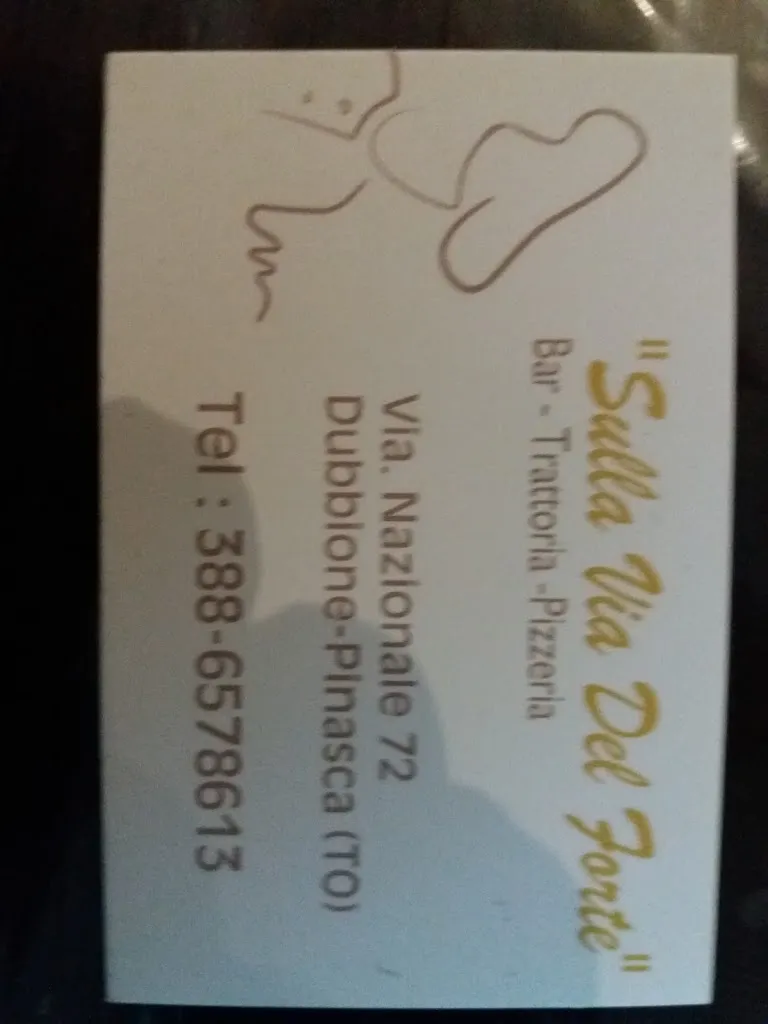 "Sulla Via Del Forte"
Bar - Trattoria -Pizzeria
Via. Nazionale 72
Dubbione-Pinasca (TO)
Tel : 388-6578613